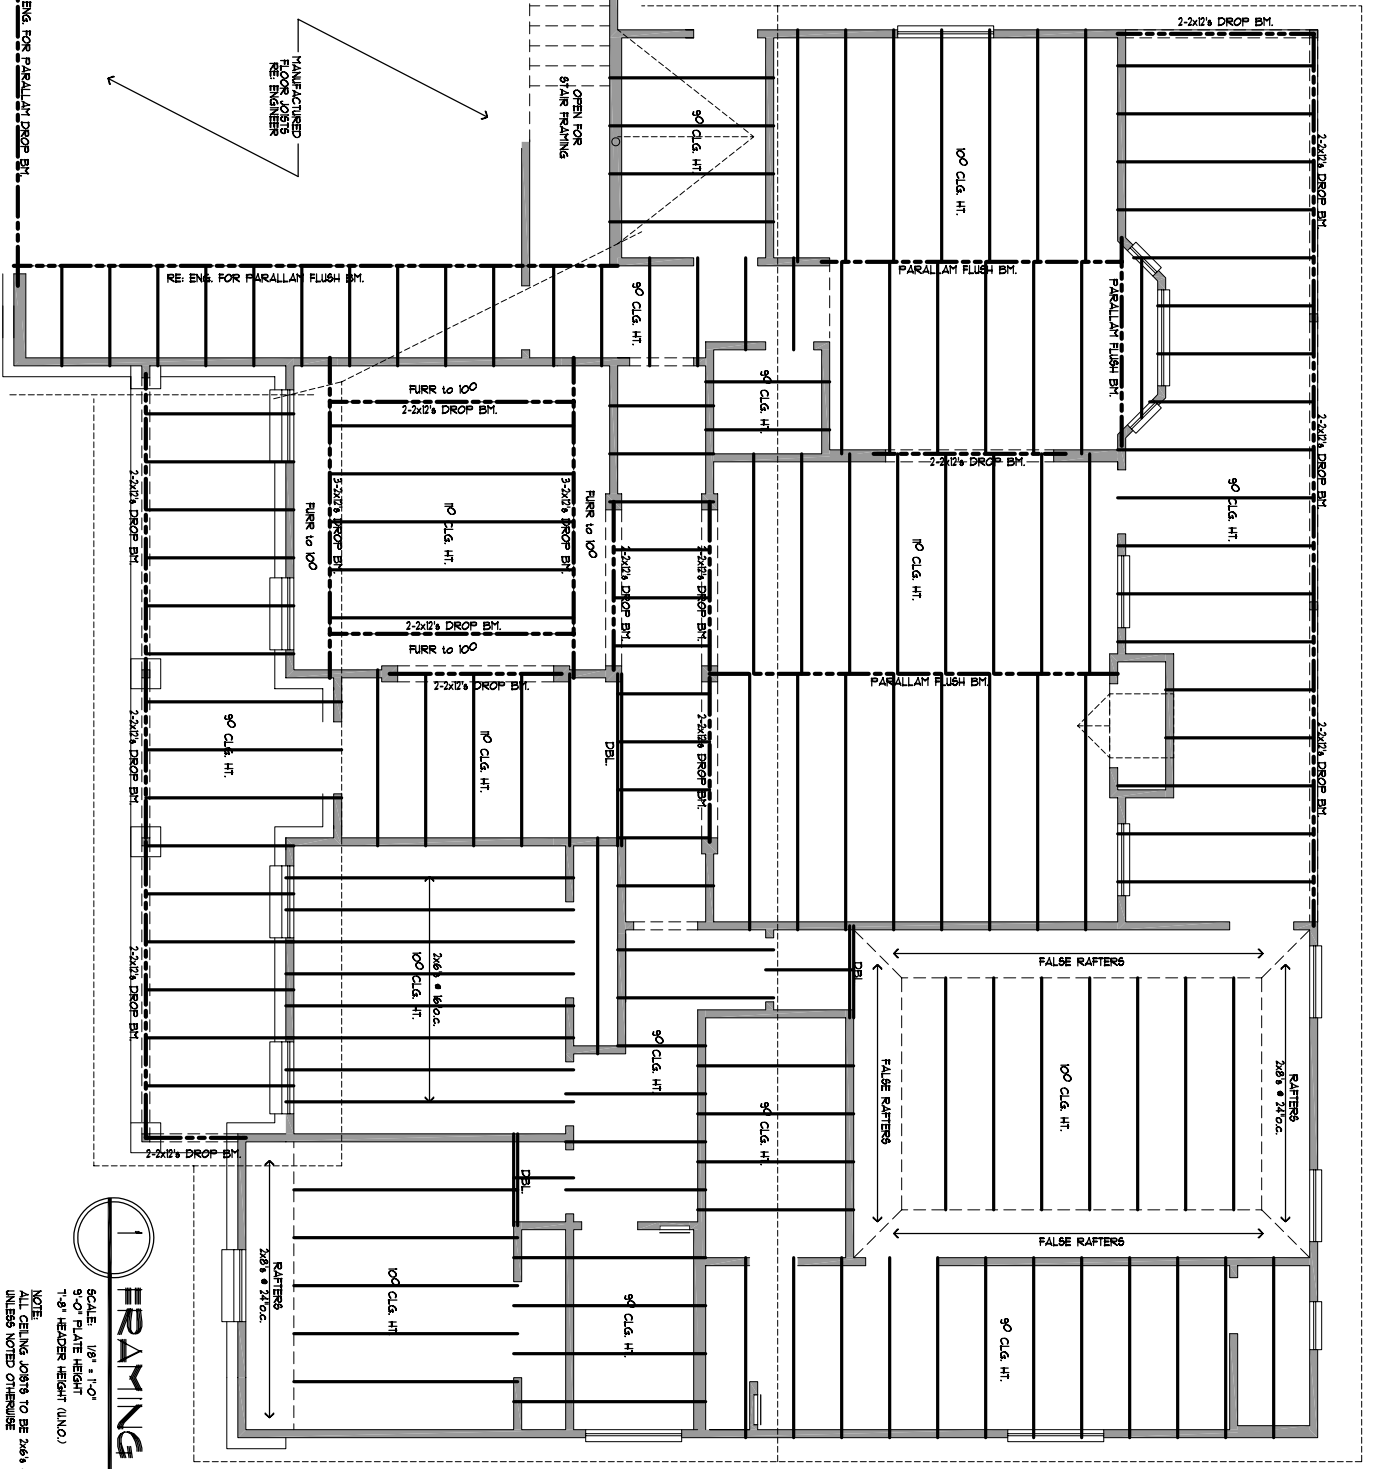 2-2x12's DROP BM.
ENG. FOR PARALLAM DROP BM.
MANUFACTURED
FLOOR JOISTS
RE: ENGINEER
OPEN FOR
STAIR FRAMING
90 CLG. HT.
100 CLG. HT.
2-2x12's DROP BM.
RE: ENG. FOR PARALLAM FLUSH BM.
90 CLG. HT.
PARALLAM FLUSH BM.
PARALLAM FLUSH BM.
FURR to 100
2-2x12's DROP BM.
90 CLG. HT.
2-2x12's DROP BM.
2-2x12's DROP BM.
2-2x12's DROP BM.
FURR to 100
3-2x12's DROP BM.
110 CLG. HT.
3-2x12's DROP BM.
FURR to 100
2-2x12's DROP BM.
2-2x12's DROP BM.
110 CLG. HT.
90 CLG. HT.
2-2x12's DROP BM.
FURR to 100
2-2x12's DROP BM.
PARALLAM FLUSH BM.
2-2x12's DROP BM.
90 CLG. HT.
110 CLG. HT.
DBL.
2-2x12's DROP BM.
2-2x12's DROP BM.
2-2x12's DROP BM.
2x6's @ 16"o.c.
100 CLG. HT.
DBL.
FALSE RAFTERS
90 CLG. HT.
90 CLG. HT.
FALSE RAFTERS
100 CLG. HT.
RAFTERS
2x8's @ 24"o.c.
2-2x12's DROP BM.
DBL.
FALSE RAFTERS
RAFTERS
2x8's @ 24"o.c.
100 CLG. HT.
90 CLG. HT.
90 CLG. HT.
1
FRAMING
SCALE: 1/8" = 1'-0"
9'-0" PLATE HEIGHT
7'-8" HEADER HEIGHT (U.N.O.)
NOTE:
ALL CEILING JOISTS TO BE 2x6's
UNLESS NOTED OTHERWISE